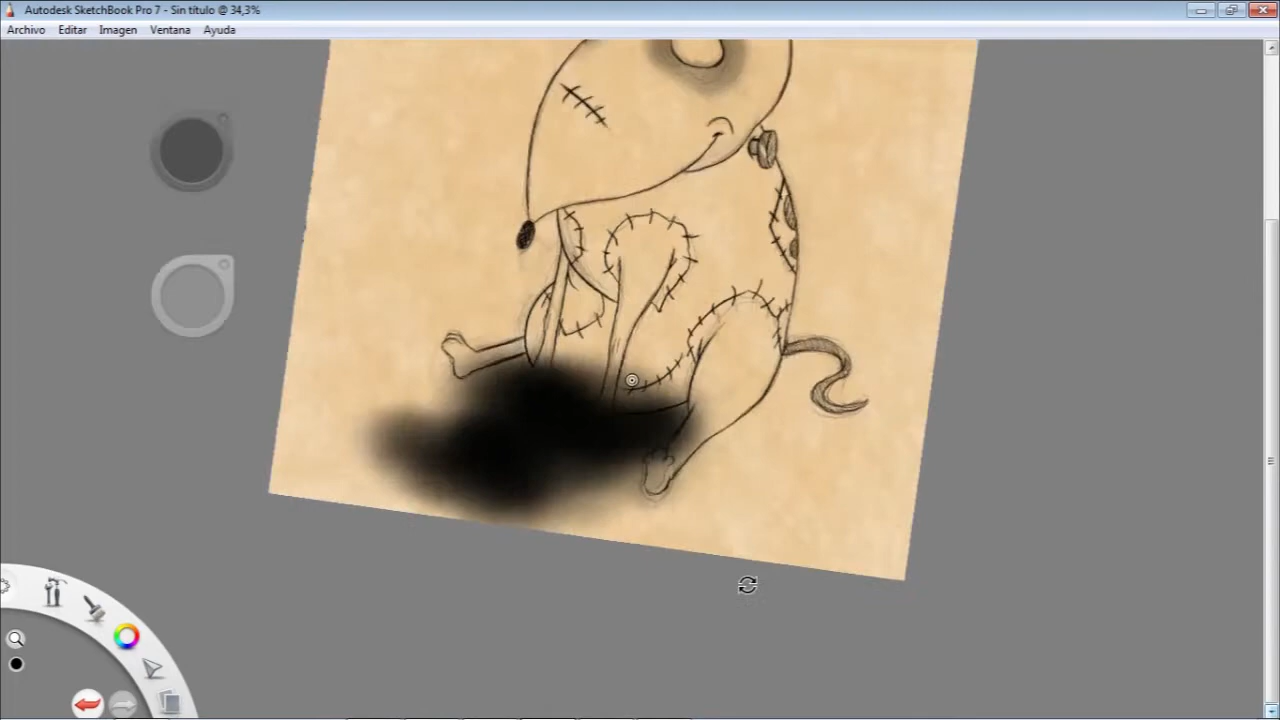 Autodesk SketchBook Pro 7 - Sin título @ 34,3%
Archivo Editar Imagen Ventana Ayuda